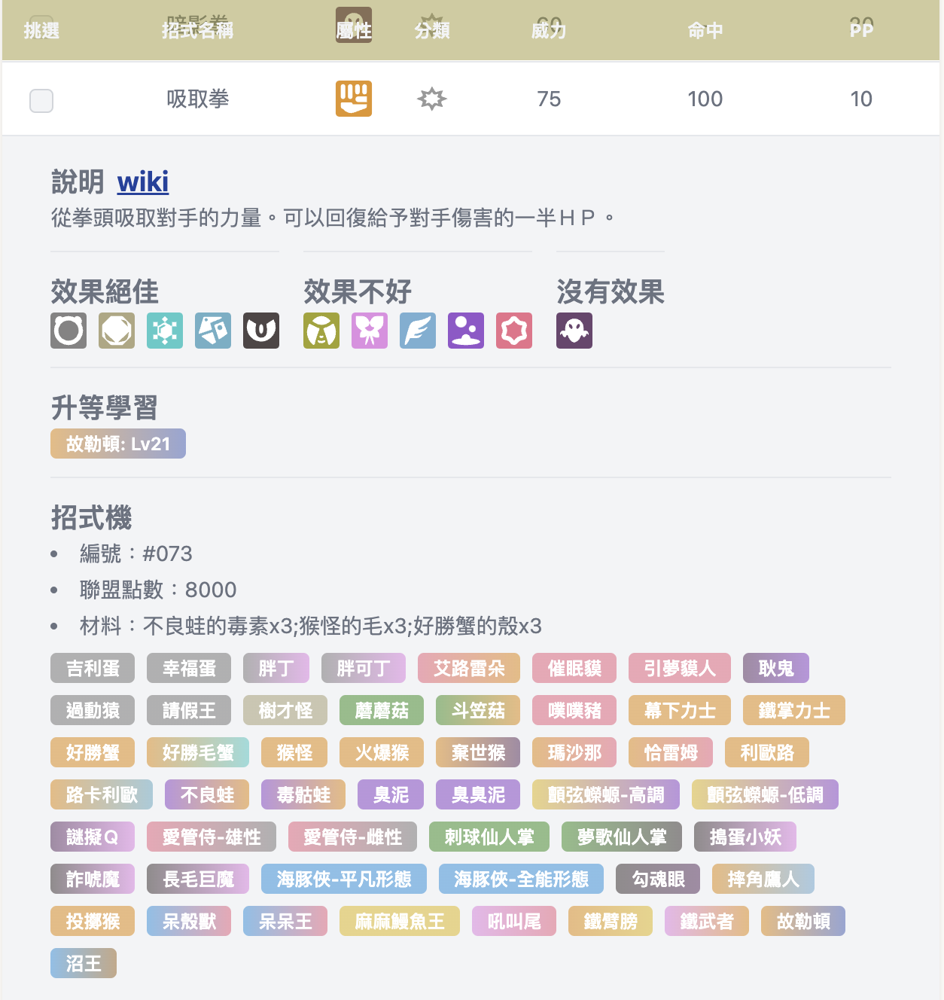 暗影拳 60 20
挑選 招式名稱 屬性 分類 威力 命中 PP
吸取拳 75 100 10
說明 wiki
從拳頭吸取對手的力量。可以回復給予對手傷害的一半ＨＰ。
效果絕佳 效果不好 沒有效果
升等學習
故勒頓: Lv21
招式機
• 編號：#073
• 聯盟點數：8000
• 材料：不良蛙的毒素x3;猴怪的毛x3;好勝蟹的殼x3
吉利蛋 幸福蛋 胖丁 胖可丁 艾路雷朵 催眠貘 引夢貘人 耿鬼
過動猿 請假王 樹才怪 蘑蘑菇 斗笠菇 噗噗豬 幕下力士 鐵掌力士
好勝蟹 好勝毛蟹 猴怪 火爆猴 棄世猴 瑪沙那 恰雷姆 利歐路
路卡利歐 不良蛙 毒骷蛙 臭泥 臭臭泥 顫弦蠑螈-高調 顫弦蠑螈-低調
謎擬Ｑ 愛管侍-雄性 愛管侍-雌性 刺球仙人掌 夢歌仙人掌 搗蛋小妖
詐唬魔 長毛巨魔 海豚俠-平凡形態 海豚俠-全能形態 勾魂眼 摔角鷹人
投擲猴 呆殼獸 呆呆王 麻麻鰻魚王 吼叫尾 鐵臂膀 鐵武者 故勒頓
沼王